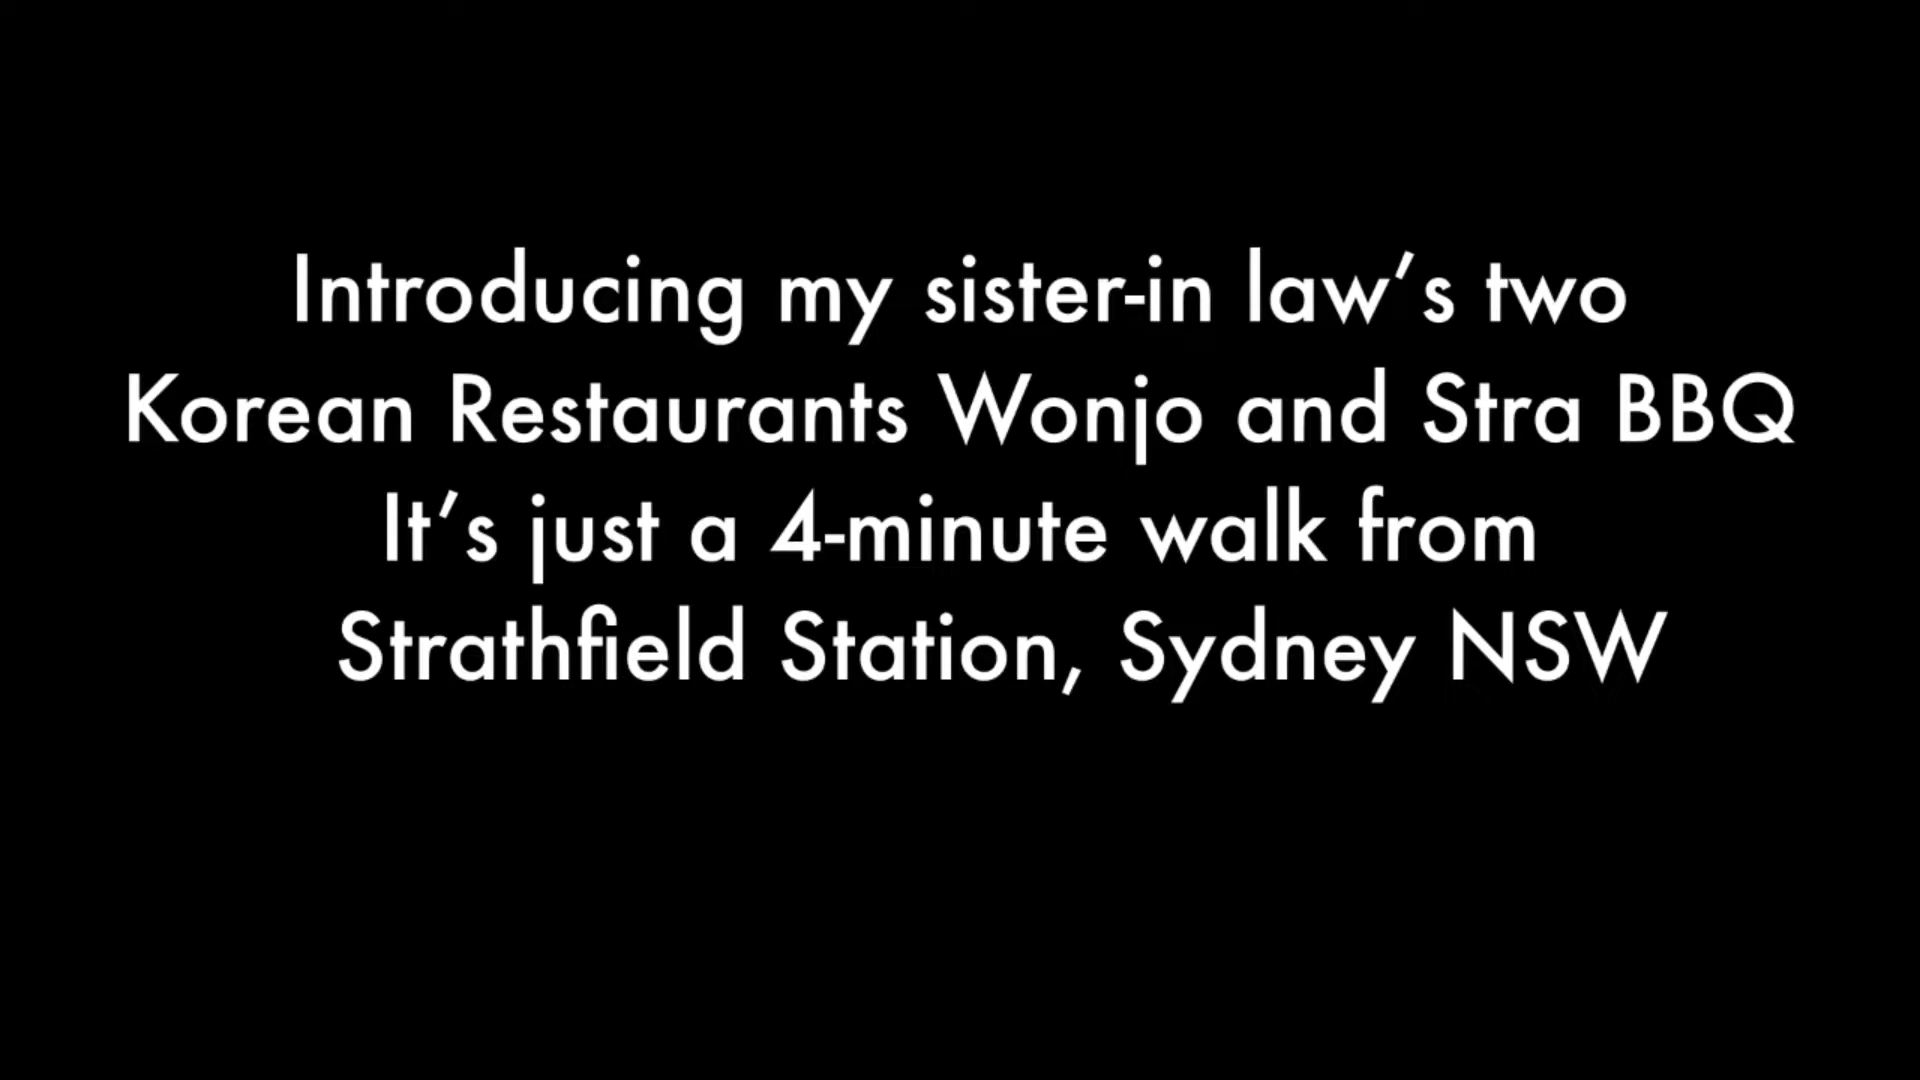 Introducing my sister-in law's two
Korean Restaurants Wonjo and Stra BBQ
It's just a 4-minute walk from
Strathfield Station, Sydney NSW